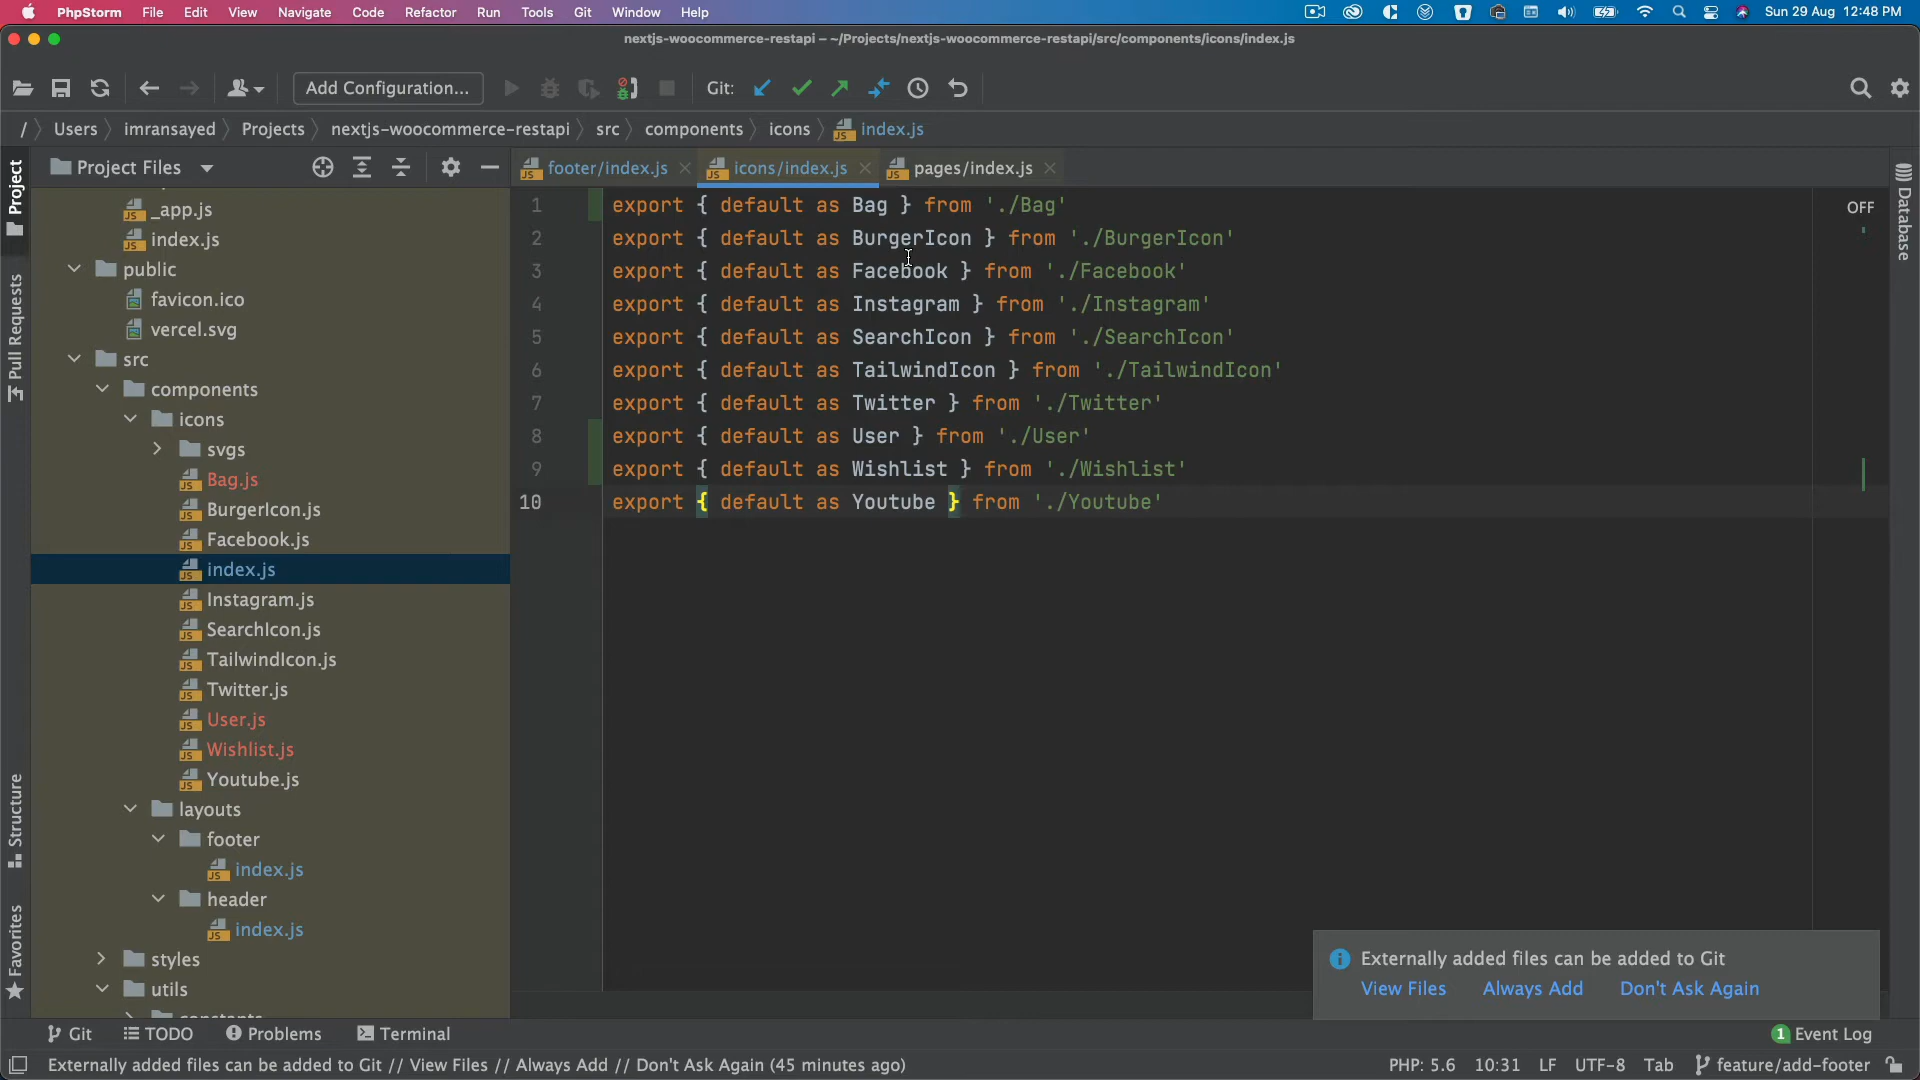 PhpStorm File Edit View Navigate Code Refactor Run Tools Git Window Help Sun 29 Aug 12:48 PM
nextjs-woocommerce-restapi – ~/Projects/nextjs-woocommerce-restapi/src/components/icons/index.js
Add Configuration... Git:
/ Users imransayed Projects nextjs-woocommerce-restapi src components icons index.js
Project Files footer/index.js icons/index.js pages/index.js
Project
Pull Requests
Structure
Favorites
_app.js
index.js
public
favicon.ico
vercel.svg
src
components
icons
svgs
Bag.js
BurgerIcon.js
Facebook.js
index.js
Instagram.js
SearchIcon.js
TailwindIcon.js
Twitter.js
User.js
Wishlist.js
Youtube.js
layouts
footer
index.js
header
index.js
styles
utils
1 export { default as Bag } from './Bag'
2 export { default as BurgerIcon } from './BurgerIcon'
3 export { default as Facebook } from './Facebook'
4 export { default as Instagram } from './Instagram'
5 export { default as SearchIcon } from './SearchIcon'
6 export { default as TailwindIcon } from './TailwindIcon'
7 export { default as Twitter } from './Twitter'
8 export { default as User } from './User'
9 export { default as Wishlist } from './Wishlist'
10 export { default as Youtube } from './Youtube'
OFF
Database
Externally added files can be added to Git
View Files Always Add Don't Ask Again
Git TODO Problems Terminal 1 Event Log
Externally added files can be added to Git // View Files // Always Add // Don't Ask Again (45 minutes ago) PHP: 5.6 10:31 LF UTF-8 Tab feature/add-footer